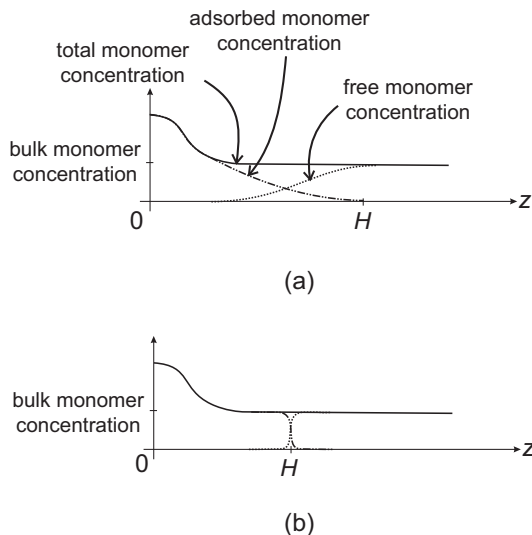 adsorbed monomer
concentration
total monomer
concentration
free monomer
concentration
bulk monomer
concentration
0
H
z
(a)
bulk monomer
concentration
0
H
z
(b)